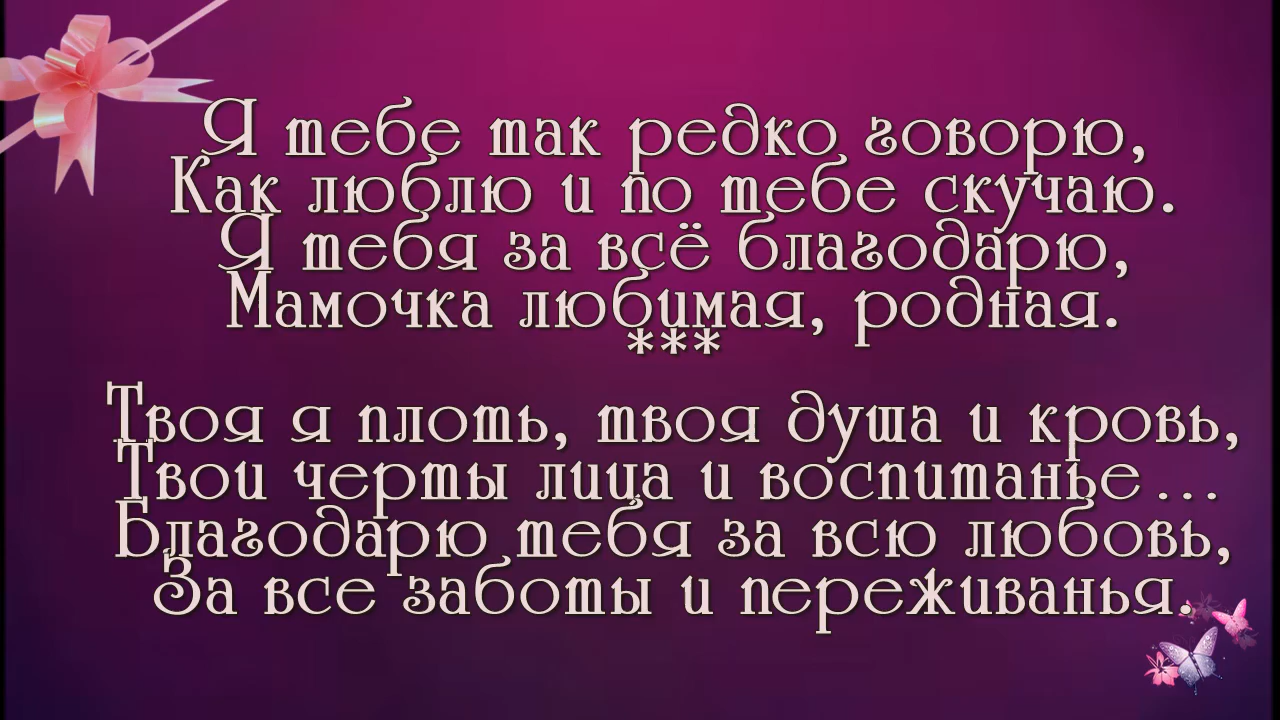 Я тебе так редко говорю,
Как люблю и по тебе скучаю.
Я тебя за всё благодарю,
Мамочка любимая, родная.
***
Твоя я плоть, твоя душа и кровь,
Твои черты лица и воспитанье...
Благодарю тебя за всю любовь,
За все заботы и переживанья.